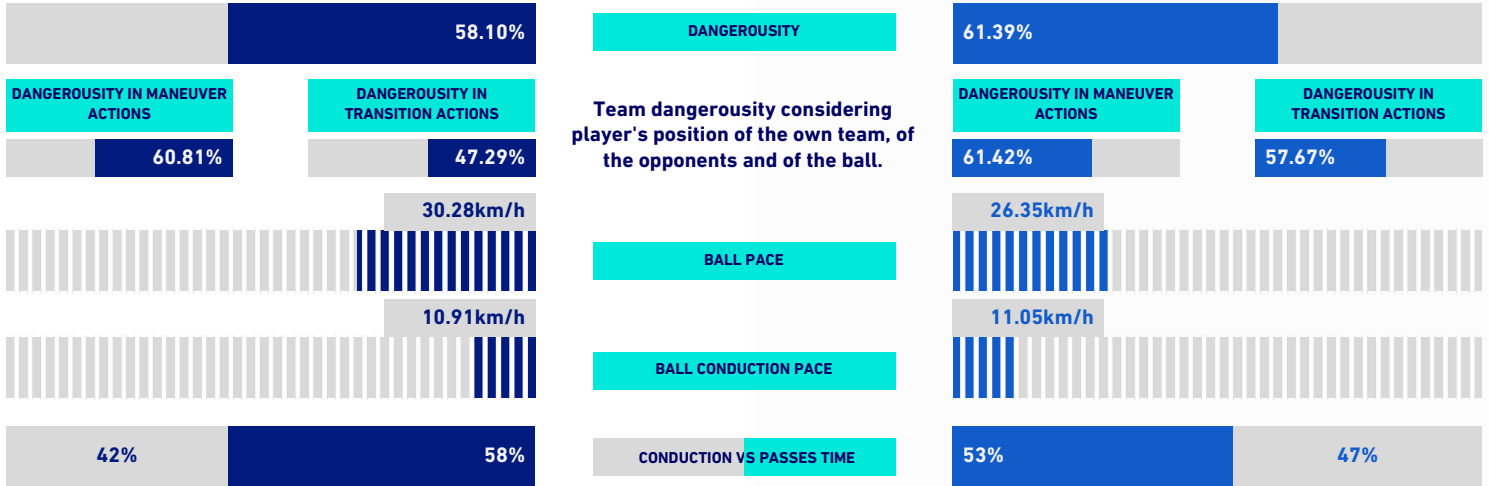 58.10%
DANGEROUSITY
61.39%
DANGEROUSITY IN MANEUVER
ACTIONS
DANGEROUSITY IN
TRANSITION ACTIONS
60.81%
47.29%
Team dangerousity considering
player's position of the own team, of
the opponents and of the ball.
DANGEROUSITY IN MANEUVER
ACTIONS
DANGEROUSITY IN
TRANSITION ACTIONS
61.42%
57.67%
30.28km/h
BALL PACE
26.35km/h
10.91km/h
BALL CONDUCTION PACE
11.05km/h
42%
58%
CONDUCTION VS PASSES TIME
53%
47%